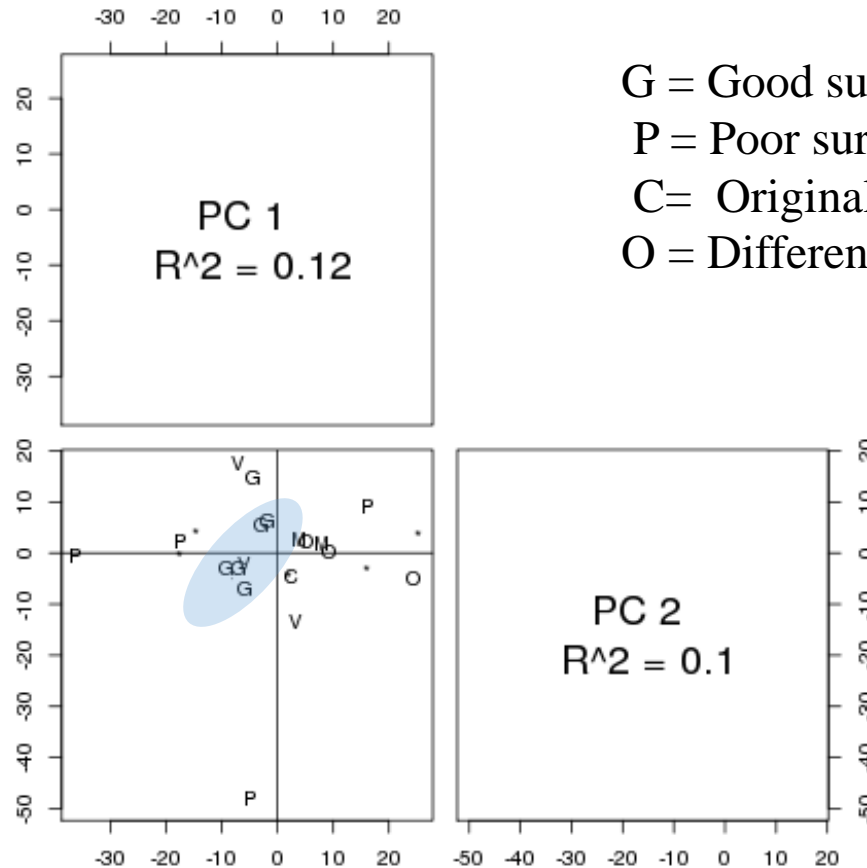 -30 -20 -10 0 10 20
20
10
0
-10
-20
-30
PC 1
R^2 = 0.12
G = Good su
P = Poor sur
C= Original
O = Differen
20
10
0
-10
-20
-30
-40
-50
V
G
P
G
G
M
O
M
O
P
P
G
G
V
G
C
O
V
P
PC 2
R^2 = 0.1
-30 -20 -10 0 10 20
-50 -40 -30 -20 -10 0 10 20